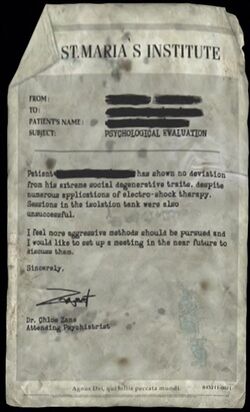 ST.MARIA S INSTITUTE
FROM:
TO:
PATIENT'S NAME:
SUBJECT: PSYCHOLOGICAL EVALUATION
Patient has shown no deviation
from his extreme social degenerative traits, despite
numerous applications of electro-shock therapy.
Sessions in the isolation tank were also
unsuccessful.
I feel more aggressive methods should be pursued and
I would like to set up a meeting in the near future to
discuss them.
Sincerely,
Dr. Chloe Zane
Attending Psychiatrist
Agnus Dei, qui tollis peccata mundi.